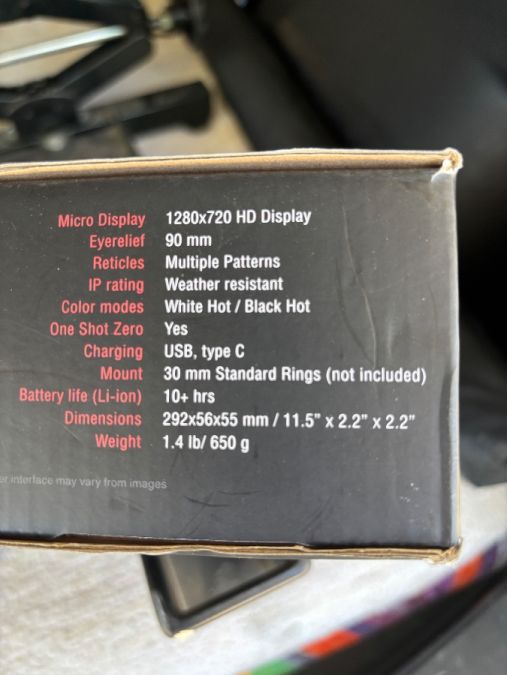 Micro Display 1280x720 HD Display
Eyerelief 90 mm
Reticles Multiple Patterns
IP rating Weather resistant
Color modes White Hot / Black Hot
One Shot Zero Yes
Charging USB, type C
Mount 30 mm Standard Rings (not included)
Battery life (Li-ion) 10+ hrs
Dimensions 292x56x55 mm / 11.5” x 2.2” x 2.2”
Weight 1.4 lb/ 650 g
interface may vary from images